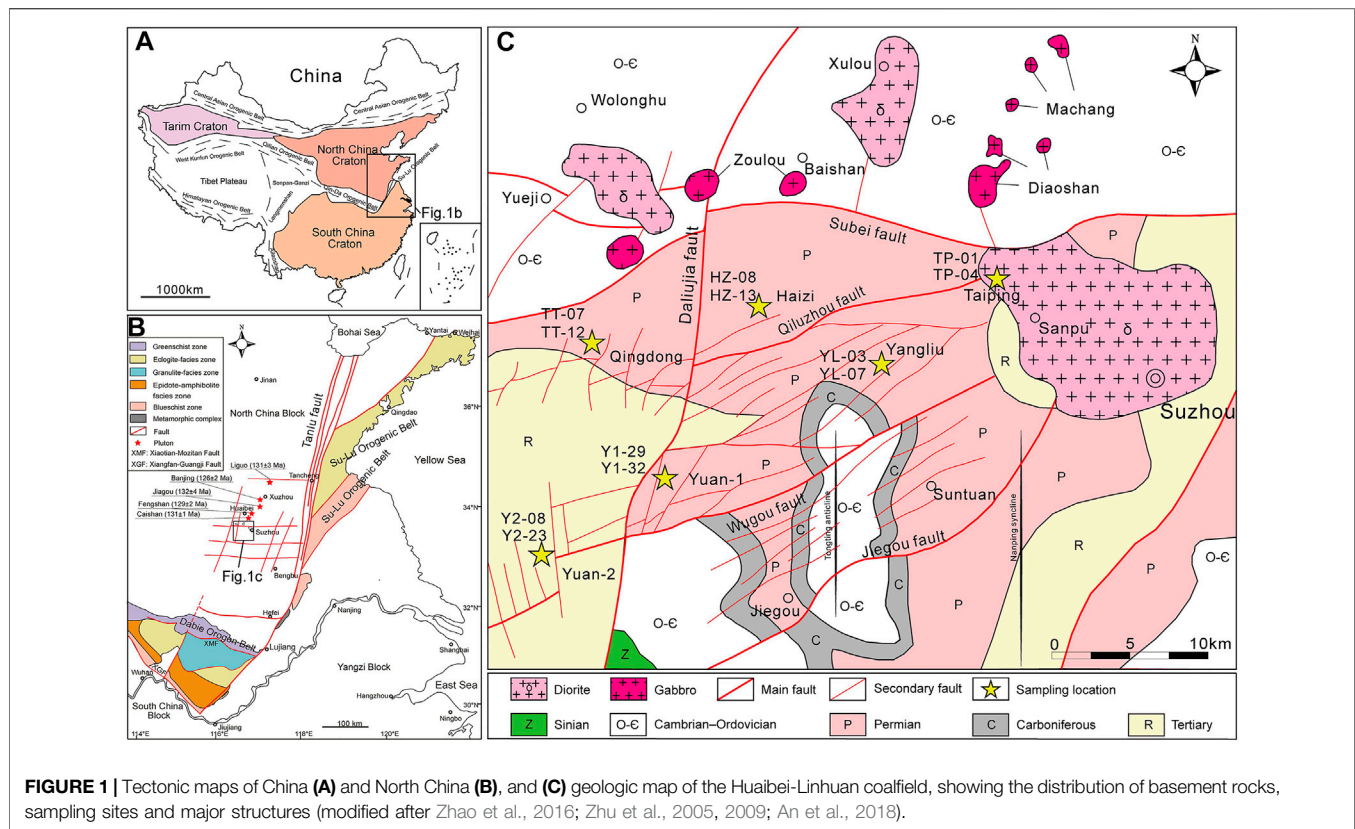 A
China
Central Asian Orogenic Belt
Central Asian Orogenic Belt
Tarim Craton
North China
Craton
West Kunlun Orogenic Belt
Qilian Orogenic Belt
Su-Lu Orogenic Belt
Tibet Plateau
Songpan-Ganzi
Qin-Da Orogenic Belt
Himalayan Orogenic Belt
Longmenshan
Fig.1b
South China
Craton
1000km
B
Greenschist zone
Eclogite-facies zone
Granulite-facies zone
Epidote-amphibolite
facies zone
Blueschist zone
Metamorphic complex
Fault
Pluton
XMF: Xiaotian-Mozitan Fault
XGF: Xiangfan-Guangji Fault
Bohai Sea
Yantai
Weihai
Jinan
North China Block
Tanlu fault
36°N
Qingdao
Su-Lu Orogenic Belt
Yellow Sea
Liguo (131±3 Ma)
Tancheng
Su-Lu Orogenic Belt
Banjing (126±2 Ma)
Xuzhou
Jiagou (132±4 Ma)
Fengshan (129±2 Ma)
Huaibei
34°N
Caishan (131±1 Ma)
Suzhou
Fig.1c
Bengbu
Hefei
Nanjing
32°N
Dabie Orogen Belt
XMF
Lujiang
Shanghai
Yangzi Block
Wuhan
XGF
Hangzhou
East Sea
South China
Block
30°N
Ningbo
Jiujiang
100 km
114°E
116°
118°
120°E
C
O-Є
Xulou
Wolonghu
Machang
δ
O-Є
O-Є
Zoulou
Baishan
Diaoshan
Yueji
δ
Subei fault
P
O-Є
Daliujia fault
P
TP-01
TP-04
Taiping
HZ-08
HZ-13
Haizi
P
Qiluzhou fault
Sanpu
δ
TT-07
TT-12
Qingdong
YL-03
YL-07
Yangliu
P
R
Suzhou
C
R
Y1-29
Y1-32
Yuan-1
P
P
C
C
Suntuan
Wugou fault
Tongting anticline
O-Є
Jiegou fault
Nanping syncline
Y2-08
Y2-23
Yuan-2
R
O-Є
P
P
Jiegou
O-Є
C
P
O-Є
Z
C
0 5 10km
δ Diorite
Gabbro
Main fault
Secondary fault
Sampling location
Z Sinian
O-Є Cambrian–Ordovician
P Permian
C Carboniferous
R Tertiary
FIGURE 1 | Tectonic maps of China (A) and North China (B), and (C) geologic map of the Huaibei-Linhuan coalfield, showing the distribution of basement rocks,
sampling sites and major structures (modified after Zhao et al., 2016; Zhu et al., 2005, 2009; An et al., 2018).